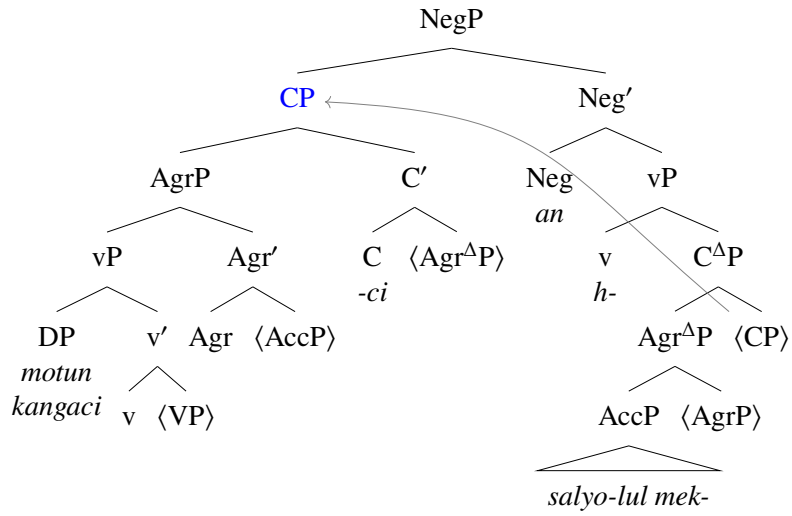 NegP
CP Neg′
AgrP C′ Neg vP
an
vP Agr′ C ⟨Agr^ΔP⟩ v C^ΔP
-ci h-
DP v′ Agr ⟨AccP⟩ Agr^ΔP ⟨CP⟩
motun
kangaci v ⟨VP⟩ AccP ⟨AgrP⟩
salyo-lul mek-